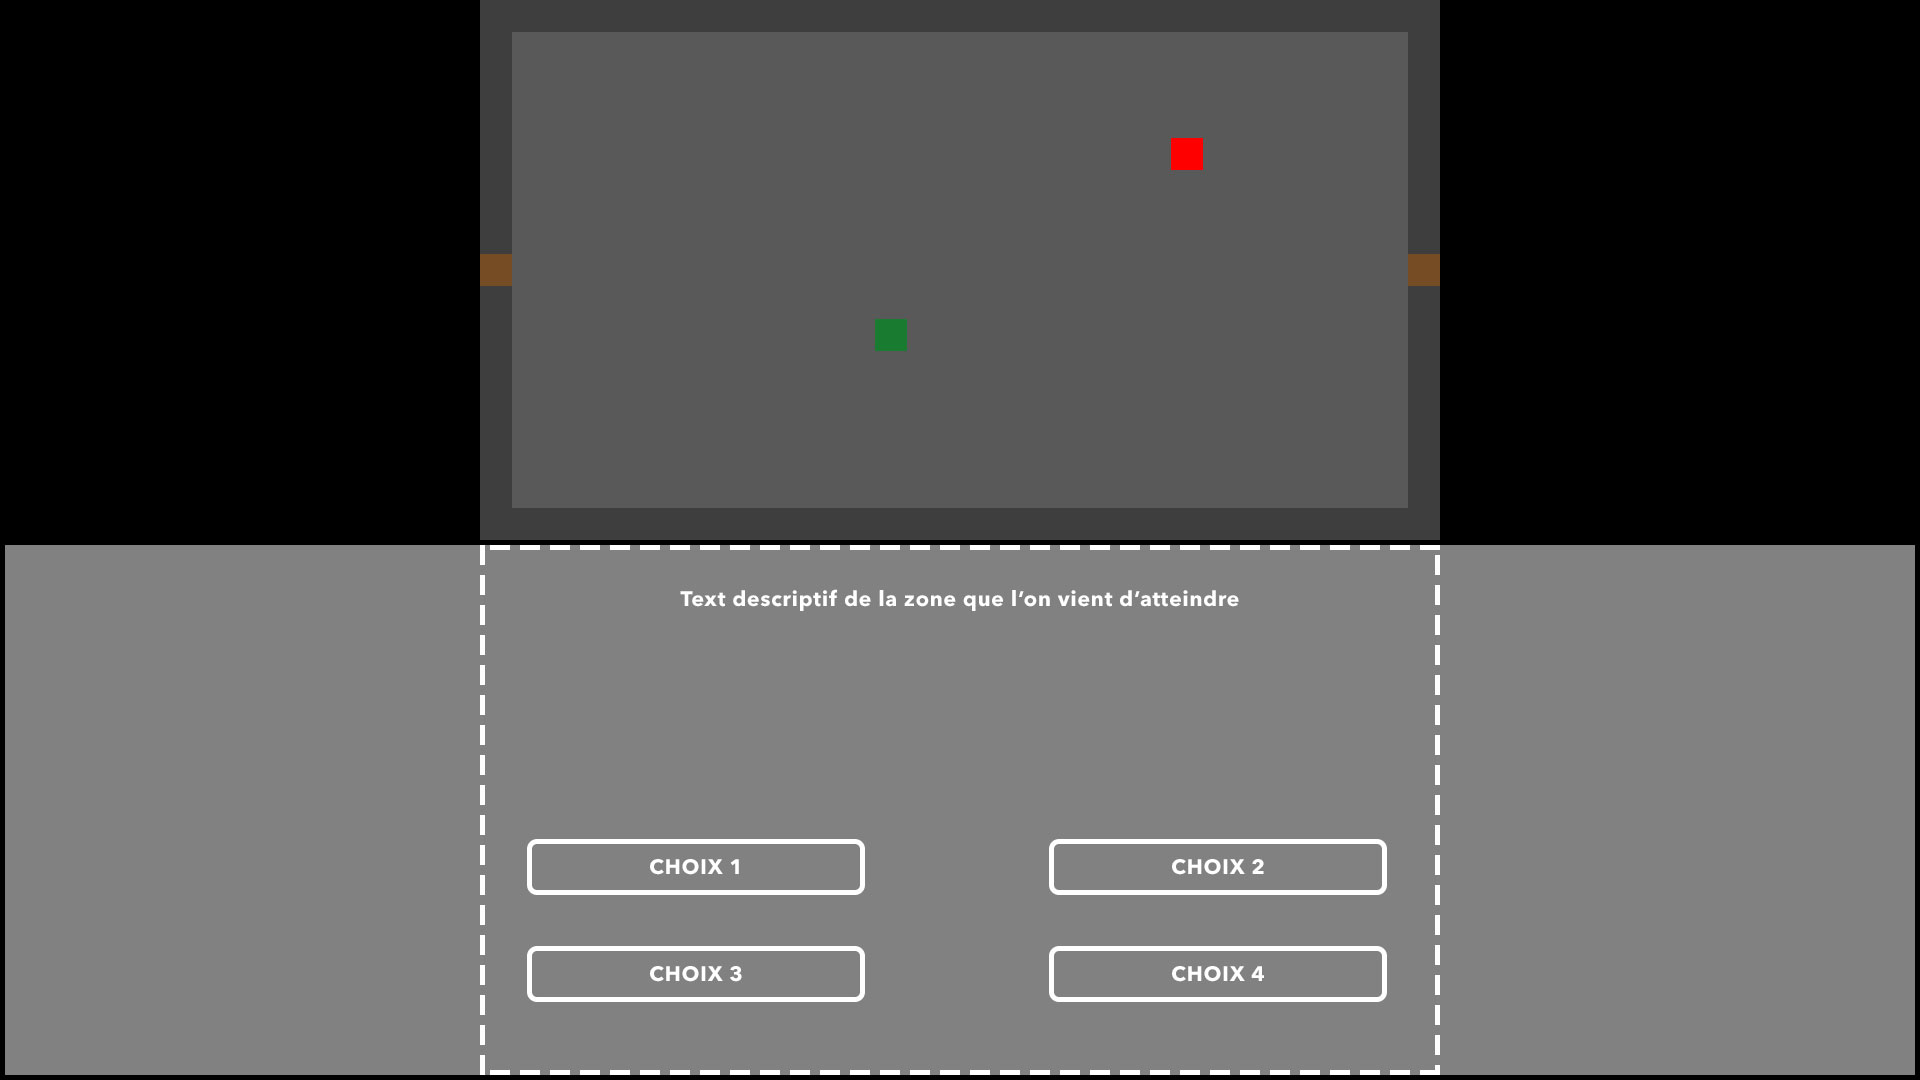 Text descriptif de la zone que l’on vient d’atteindre
CHOIX 1
CHOIX 2
CHOIX 3
CHOIX 4